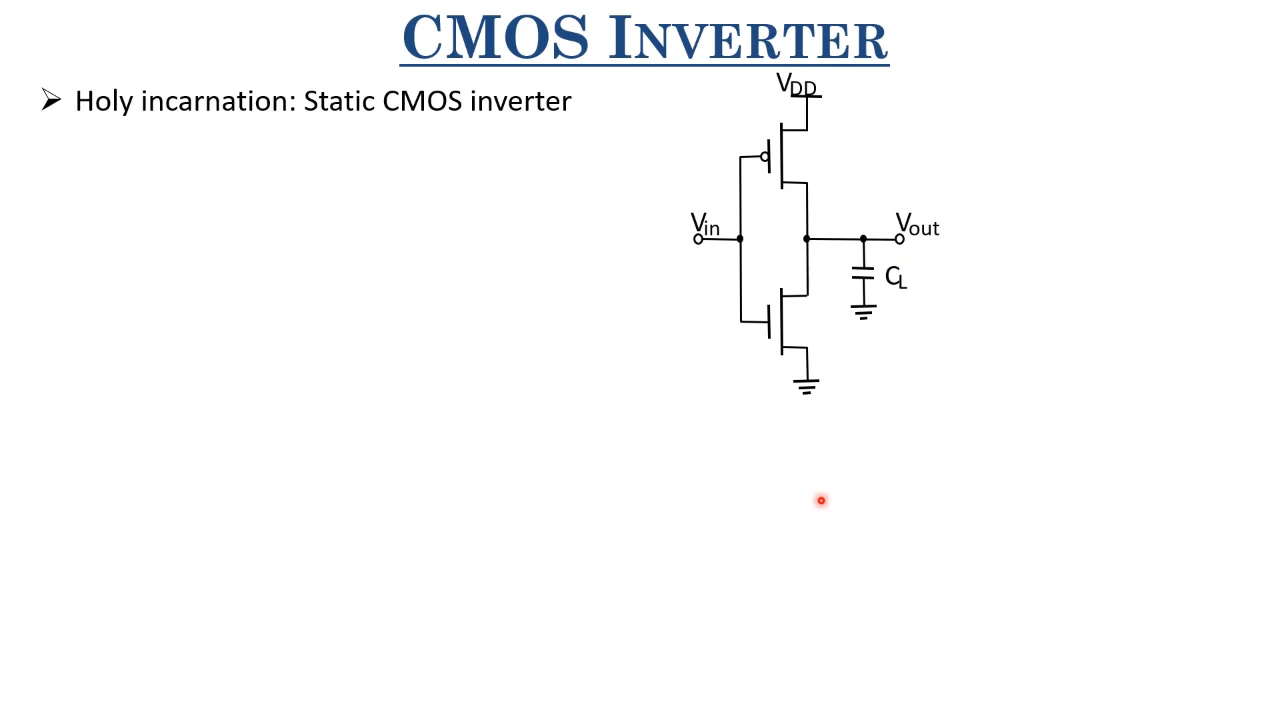 CMOS INVERTER
➢ Holy incarnation: Static CMOS inverter
VDD
Vin
Vout
CL